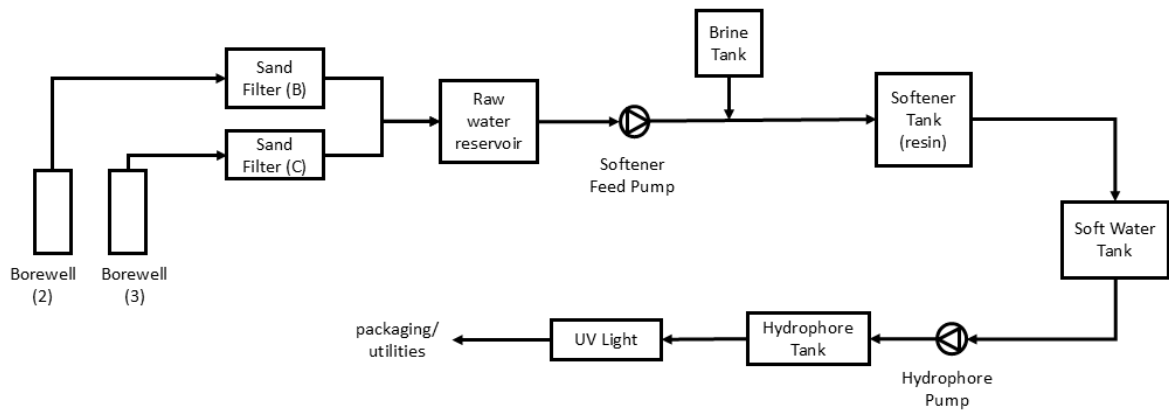 Sand
Filter (B)
Sand
Filter (C)
Borewell
(2)
Borewell
(3)
Raw
water
reservoir
Softener
Feed Pump
Brine
Tank
Softener
Tank
(resin)
Soft Water
Tank
Hydrophore
Pump
Hydrophore
Tank
UV Light
packaging/
utilities